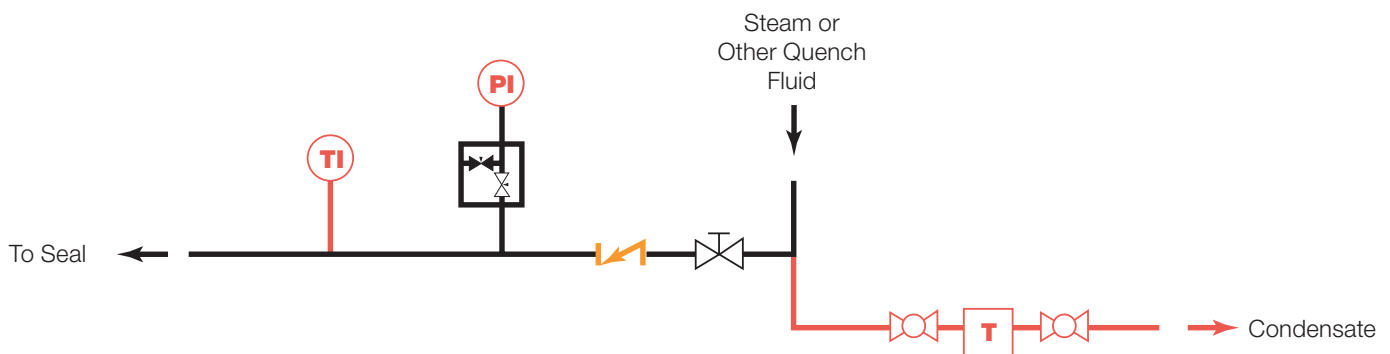 Steam or
Other Quench
Fluid
PI
TI
To Seal
T
Condensate